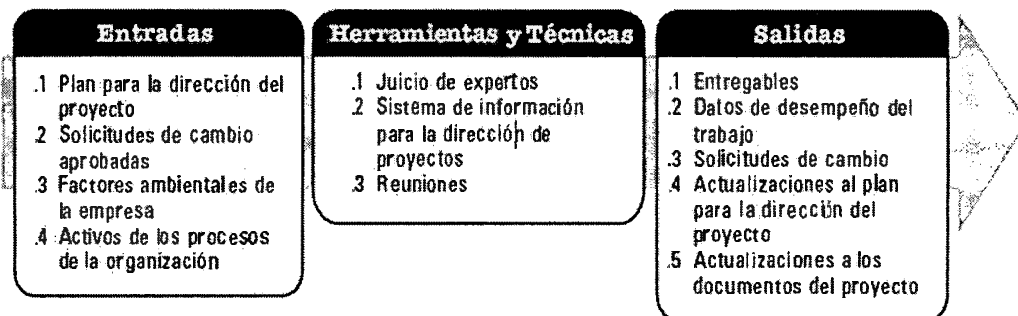 Entradas
.1 Plan para la dirección del
proyecto
.2 Solicitudes de cambio
aprobadas
.3 Factores ambientales de
la empresa
.4 Activos de los procesos
de la organización
Herramientas y Técnicas
.1 Juicio de expertos
.2 Sistema de información
para la dirección de
proyectos
.3 Reuniones
Salidas
.1 Entregables
.2 Datos de desempeño del
trabajo
.3 Solicitudes de cambio
.4 Actualizaciones al plan
para la dirección del
proyecto
.5 Actualizaciones a los
documentos del proyecto